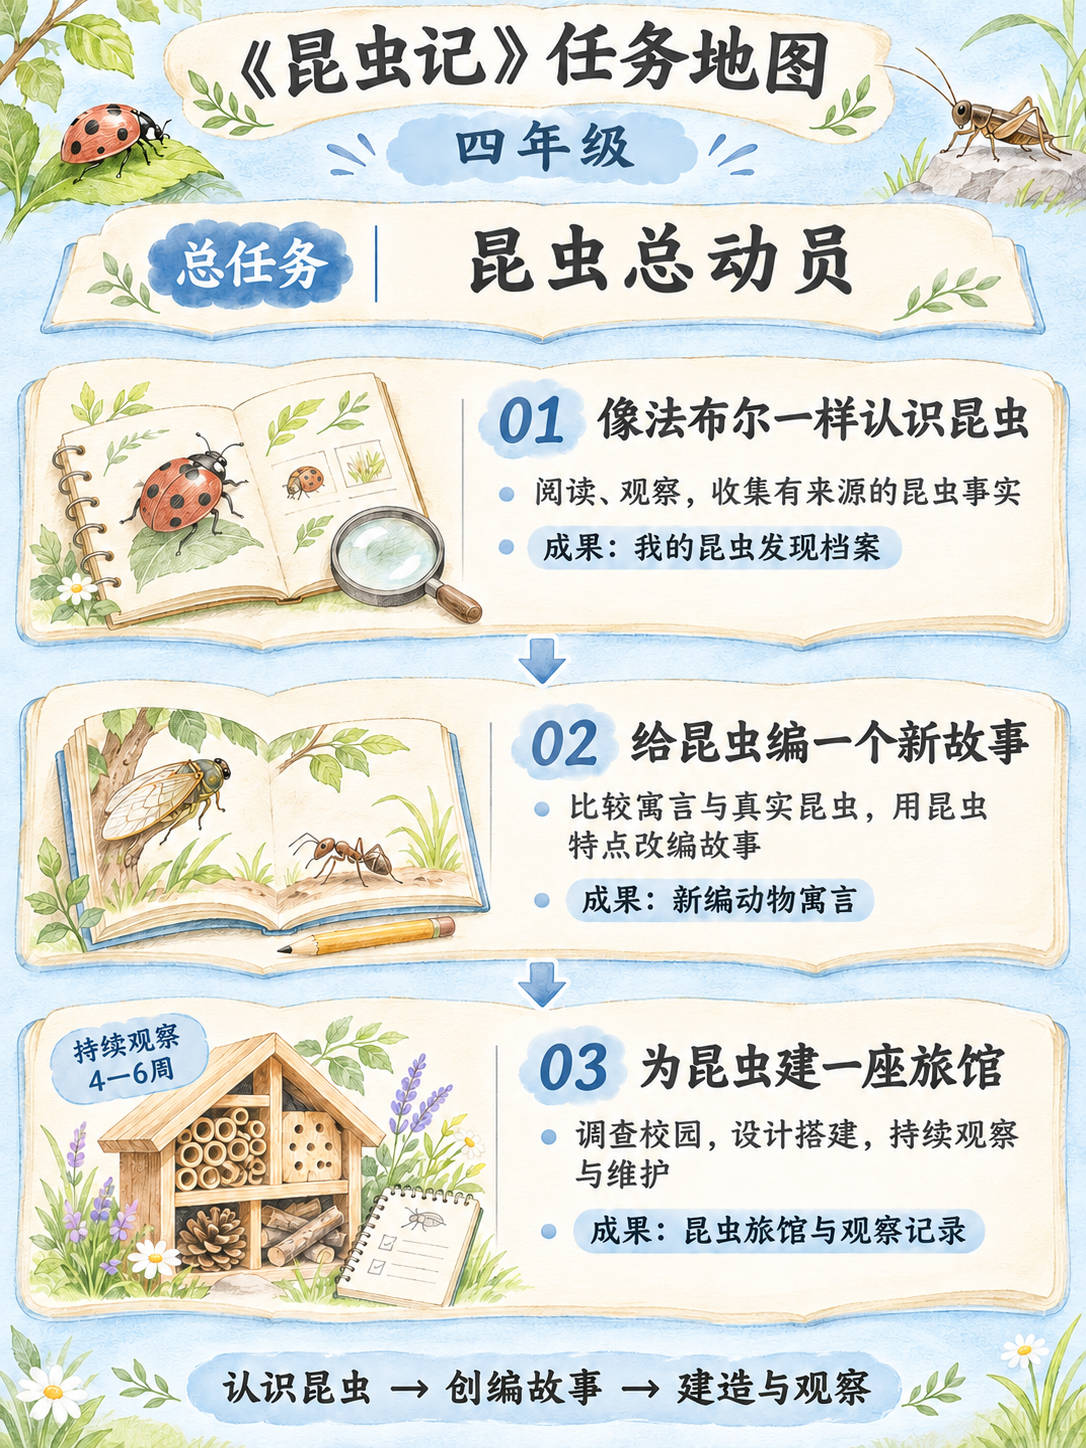 《昆虫记》任务地图
四年级
总任务
昆虫总动员
01 像法布尔一样认识昆虫
阅读、观察，收集有来源的昆虫事实
成果：我的昆虫发现档案
02 给昆虫编一个新故事
比较寓言与真实昆虫，用昆虫
特点改编故事
成果：新编动物寓言
持续观察
4—6周
03 为昆虫建一座旅馆
调查校园，设计搭建，持续观察
与维护
成果：昆虫旅馆与观察记录
认识昆虫 → 创编故事 → 建造与观察